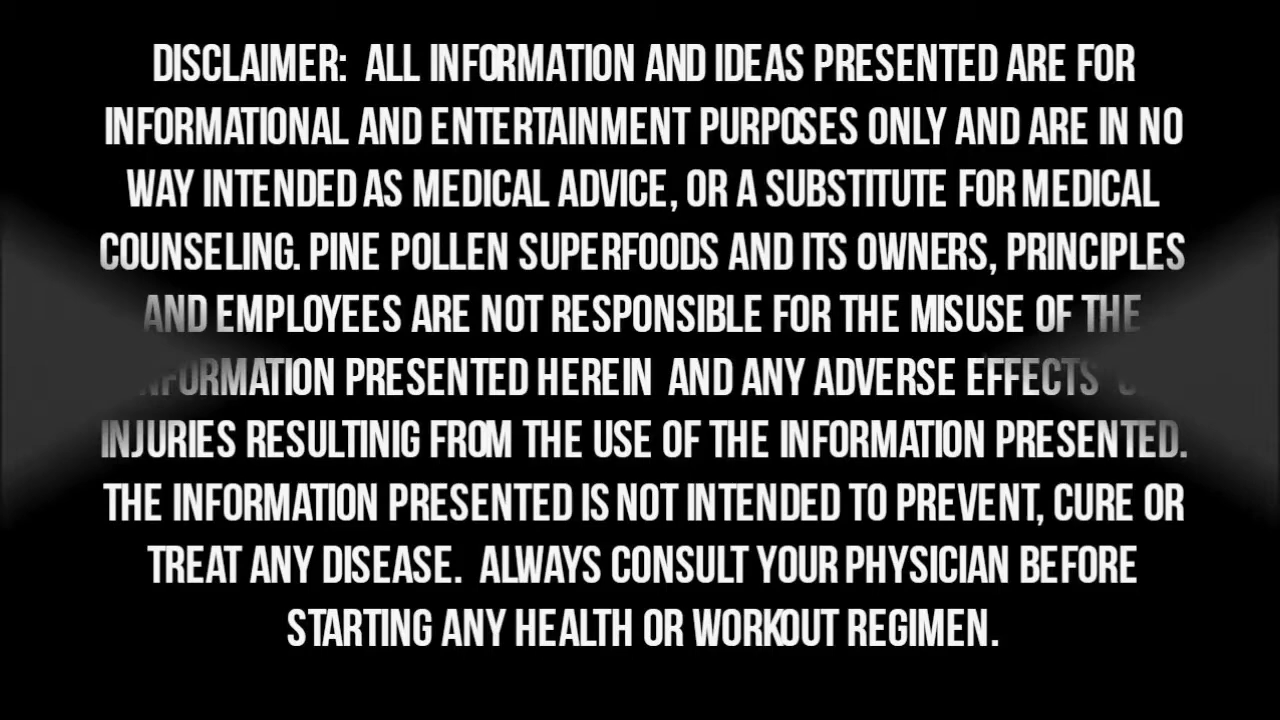 DISCLAIMER: ALL INFORMATION AND IDEAS PRESENTED ARE FOR
INFORMATIONAL AND ENTERTAINMENT PURPOSES ONLY AND ARE IN NO
WAY INTENDED AS MEDICAL ADVICE, OR A SUBSTITUTE FOR MEDICAL
COUNSELING. PINE POLLEN SUPERFOODS AND ITS OWNERS, PRINCIPLES
AND EMPLOYEES ARE NOT RESPONSIBLE FOR THE MISUSE OF THE
INFORMATION PRESENTED HEREIN AND ANY ADVERSE EFFECTS
INJURIES RESULTINIG FROM THE USE OF THE INFORMATION PRESENTED.
THE INFORMATION PRESENTED IS NOT INTENDED TO PREVENT, CURE OR
TREAT ANY DISEASE. ALWAYS CONSULT YOUR PHYSICIAN BEFORE
STARTING ANY HEALTH OR WORKOUT REGIMEN.